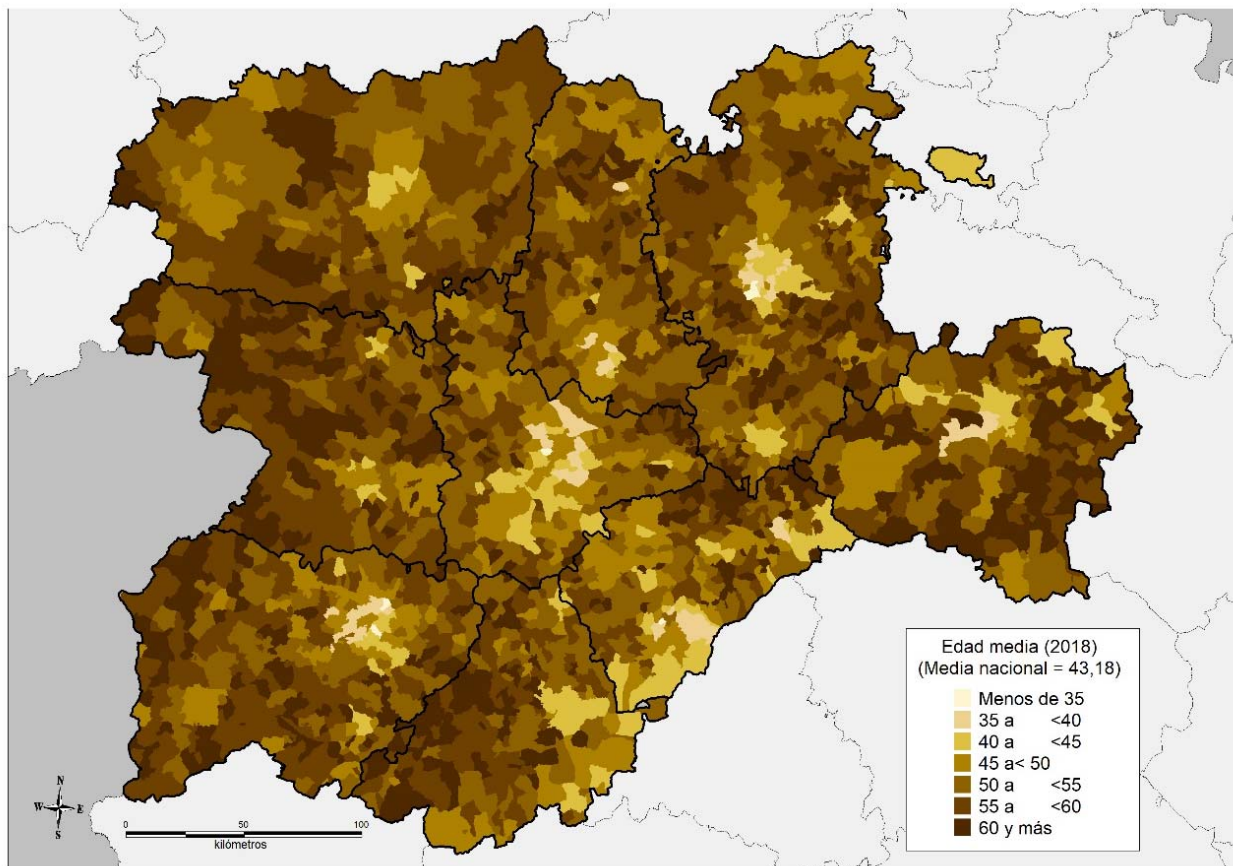 Edad media (2018)
(Media nacional = 43,18)
Menos de 35
35 a <40
40 a <45
45 a< 50
50 a <55
55 a <60
60 y más
N
W E
S
0 50 100
kilómetros